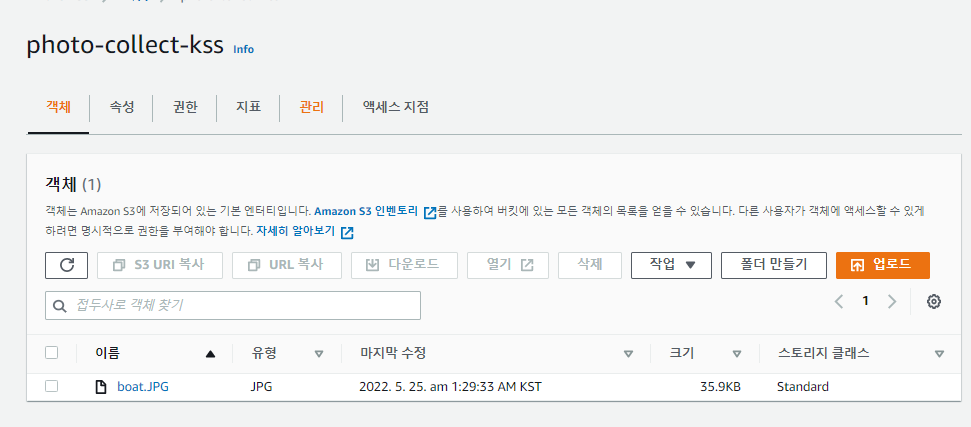 photo-collect-kss Info
객체 속성 권한 지표 관리 액세스 지점
객체 (1)
객체는 Amazon S3에 저장되어 있는 기본 엔터티입니다. Amazon S3 인벤토리 를 사용하여 버킷에 있는 모든 객체의 목록을 얻을 수 있습니다. 다른 사용자가 객체에 액세스할 수 있게
하려면 명시적으로 권한을 부여해야 합니다. 자세히 알아보기
S3 URI 복사 URL 복사 다운로드 열기 삭제 작업 폴더 만들기 업로드
접두사로 객체 찾기 1
이름 유형 마지막 수정 크기 스토리지 클래스
boat.JPG JPG 2022. 5. 25. am 1:29:33 AM KST 35.9KB Standard